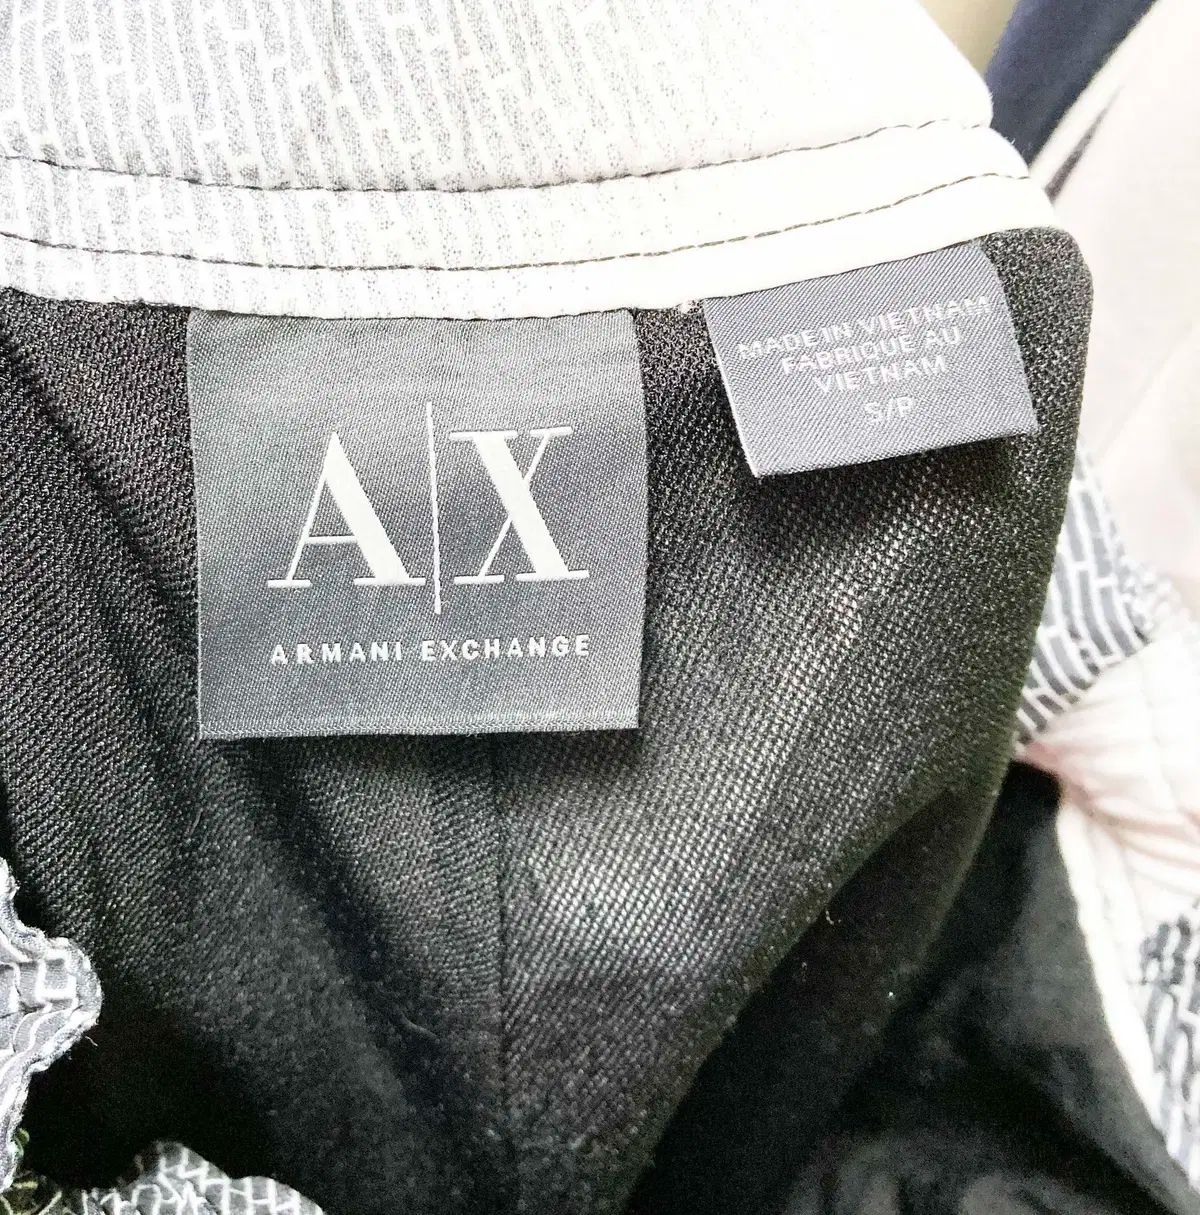 A|X
ARMANI EXCHANGE
MADE IN VIETNAM
FABRIQUE AU
VIETNAM
S/P